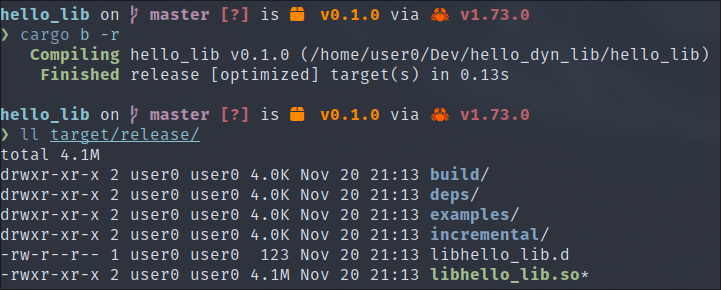 hello_lib on master [?] is v0.1.0 via v1.73.0
❯ cargo b -r
Compiling hello_lib v0.1.0 (/home/user0/Dev/hello_dyn_lib/hello_lib)
Finished release [optimized] target(s) in 0.13s
hello_lib on master [?] is v0.1.0 via v1.73.0
❯ ll target/release/
total 4.1M
drwxr-xr-x 2 user0 user0 4.0K Nov 20 21:13 build/
drwxr-xr-x 2 user0 user0 4.0K Nov 20 21:13 deps/
drwxr-xr-x 2 user0 user0 4.0K Nov 20 21:13 examples/
drwxr-xr-x 2 user0 user0 4.0K Nov 20 21:13 incremental/
-rw-r--r-- 1 user0 user0 123 Nov 20 21:13 libhello_lib.d
-rwxr-xr-x 2 user0 user0 4.1M Nov 20 21:13 libhello_lib.so*